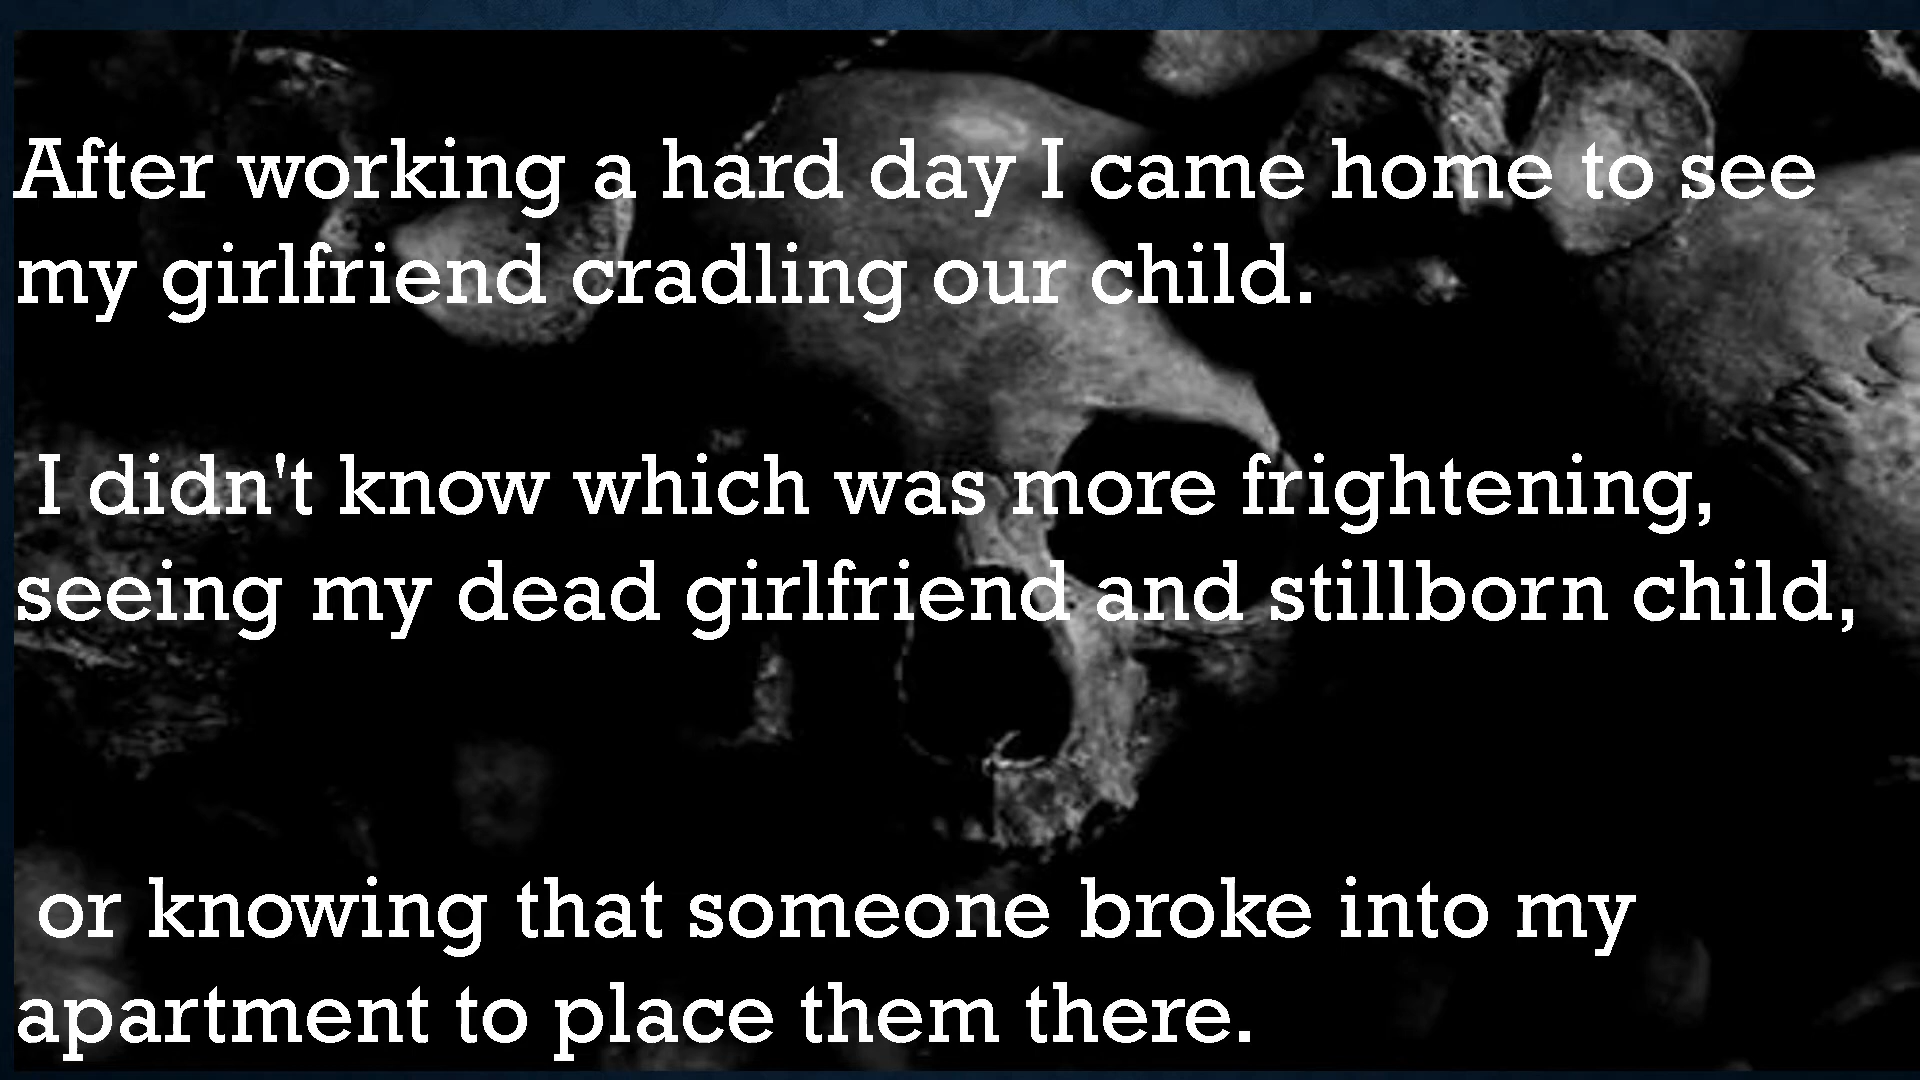 After working a hard day I came home to see
my girlfriend cradling our child.
I didn't know which was more frightening,
seeing my dead girlfriend and stillborn child,
or knowing that someone broke into my
apartment to place them there.